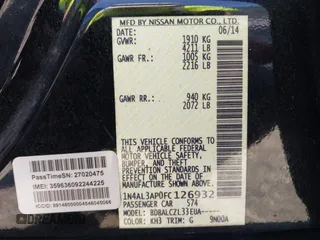 MFD BY NISSAN MOTOR CO., LTD.
DATE: 06/14
GVWR: 1910 KG
4211 LB
GAWR FR: 1005 KG
2216 LB
GAWR RR: 940 KG
2072 LB
THIS VEHICLE CONFORMS
TO ALL APPLICABLE FEDERAL
MOTOR VEHICLE SAFETY,
BUMPER, AND THEFT
PREVENTION STANDARDS
IN EFFECT ON THE DATE OF
MANUFACTURE SHOWN ABOVE.
1N4AL3AP0FC126932
PASSENGER CAR S74
MODEL: BDBALCZL33EUA
COLOR: KH3 TRIM: G 9N00A
PassTimeSN: 27020475
IMEI: 359636092244225